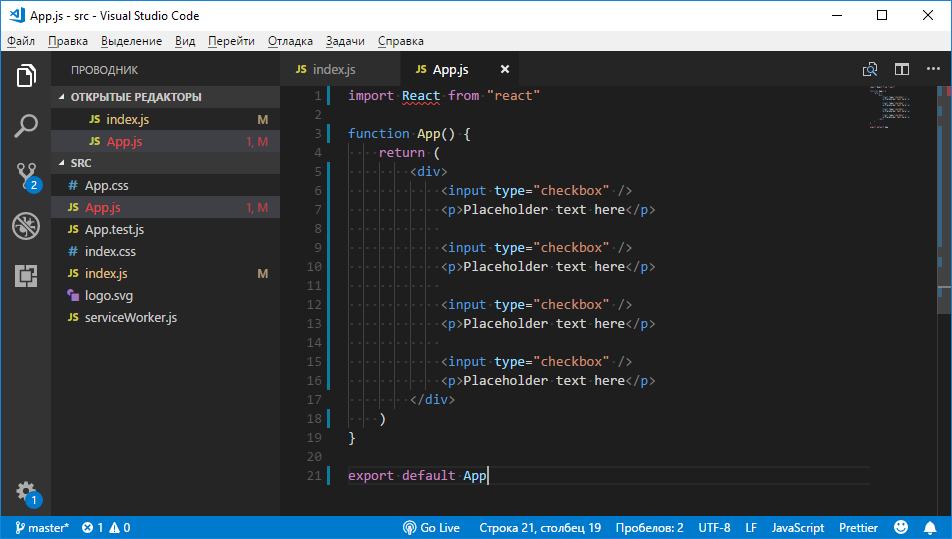 App.js - src - Visual Studio Code
Файл Правка Выделение Вид Перейти Отладка Задачи Справка
ПРОВОДНИК
ОТКРЫТЫЕ РЕДАКТОРЫ
JS index.js M
JS App.js 1, M
SRC
# App.css
JS App.js 1, M
JS App.test.js
# index.css
JS index.js M
logo.svg
JS serviceWorker.js
2
1
JS index.js JS App.js
1 import React from "react"
2
3 function App() {
4 return (
5 <div>
6 <input type="checkbox" />
7 <p>Placeholder text here</p>
8
9 <input type="checkbox" />
10 <p>Placeholder text here</p>
11
12 <input type="checkbox" />
13 <p>Placeholder text here</p>
14
15 <input type="checkbox" />
16 <p>Placeholder text here</p>
17 </div>
18 )
19 }
20
21 export default App
master* 1 0 Go Live Строка 21, столбец 19 Пробелов: 2 UTF-8 LF JavaScript Prettier